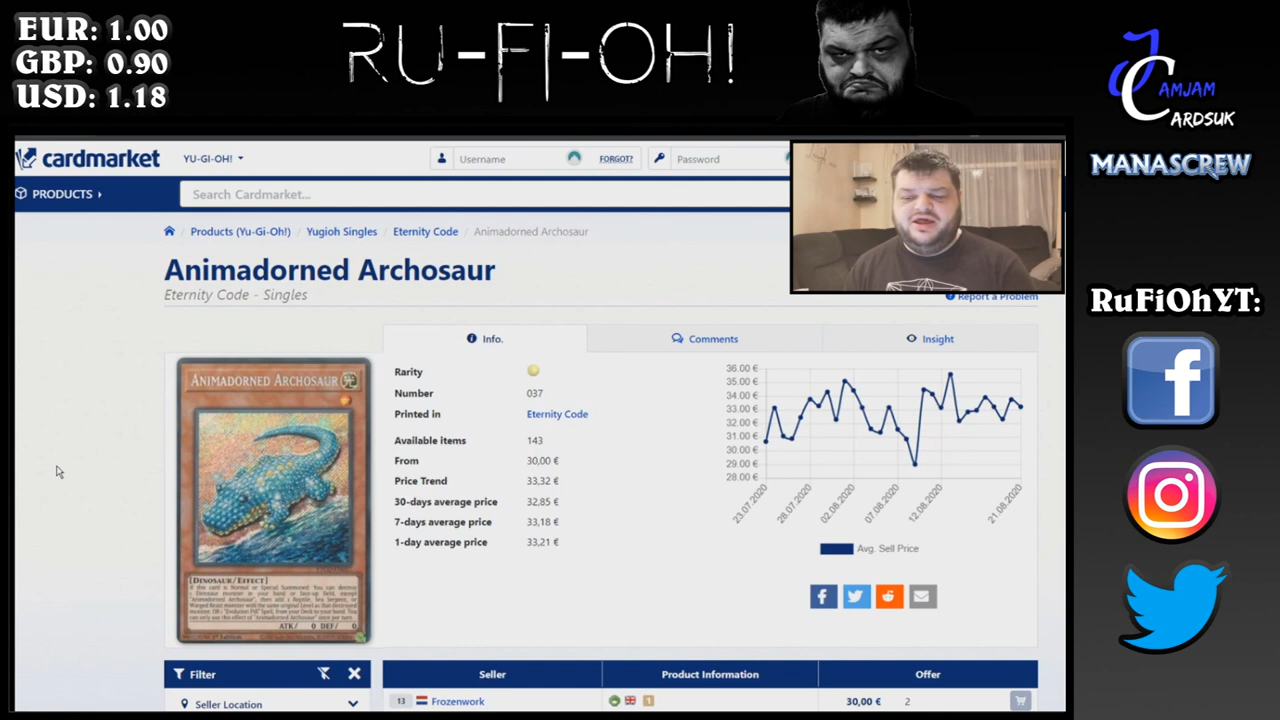 EUR: 1.00
GBP: 0.90
USD: 1.18
RU-FI-OH!
JAMJAM
CARDSUK
MANASCREW
RuFiOhYT:
cardmarket
YU-GI-OH!
Username
FORGOT?
Password
PRODUCTS
Search Cardmarket...
/ Products (Yu-Gi-Oh!) / Yugioh Singles / Eternity Code / Animadorned Archosaur
Animadorned Archosaur
Eternity Code - Singles
Report a Problem
Info.
Comments
Insight
ANIMADORNED ARCHOSAUR
[DINOSAUR/EFFECT]
ATK/ 0 DEF/ 0
Rarity
Number 037
Printed in Eternity Code
Available items 143
From 30,00 €
Price Trend 33,32 €
30-days average price 32,85 €
7-days average price 33,18 €
1-day average price 33,21 €
36.00 €
35.00 €
34.00 €
33.00 €
32.00 €
31.00 €
30.00 €
29.00 €
28.00 €
23.07.2020
28.07.2020
02.08.2020
07.08.2020
12.08.2020
21.08.2020
Avg. Sell Price
Filter
Seller Location
Seller
Product Information
Offer
13 Frozenwork 1 30,00 € 2